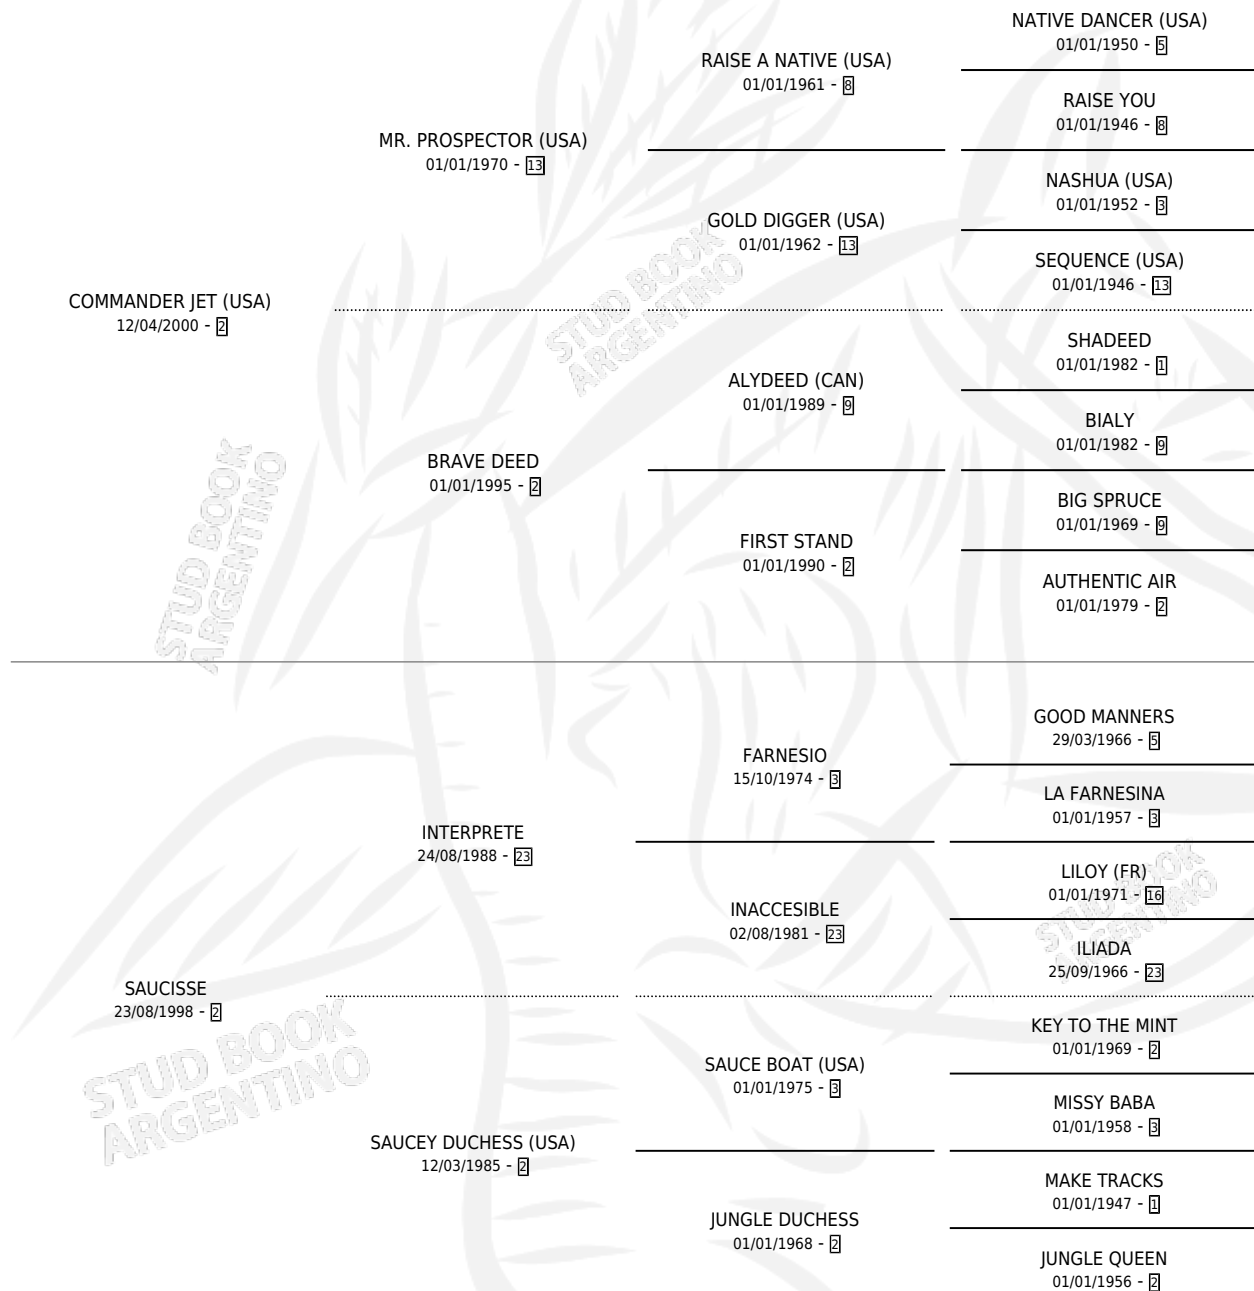 NATIVE DANCER (USA)
01/01/1950 - 5
RAISE A NATIVE (USA)
01/01/1961 - 8
RAISE YOU
01/01/1946 - 8
MR. PROSPECTOR (USA)
01/01/1970 - 13
NASHUA (USA)
01/01/1952 - 3
GOLD DIGGER (USA)
01/01/1962 - 13
SEQUENCE (USA)
01/01/1946 - 13
COMMANDER JET (USA)
12/04/2000 - 2
SHADEED
01/01/1982 - 1
ALYDEED (CAN)
01/01/1989 - 9
BIALY
01/01/1982 - 9
BRAVE DEED
01/01/1995 - 2
BIG SPRUCE
01/01/1969 - 9
FIRST STAND
01/01/1990 - 2
AUTHENTIC AIR
01/01/1979 - 2
GOOD MANNERS
29/03/1966 - 5
FARNESIO
15/10/1974 - 3
LA FARNESINA
01/01/1957 - 3
INTERPRETE
24/08/1988 - 23
LILOY (FR)
01/01/1971 - 16
INACCESIBLE
02/08/1981 - 23
ILIADA
25/09/1966 - 23
SAUCISSE
23/08/1998 - 2
KEY TO THE MINT
01/01/1969 - 2
SAUCE BOAT (USA)
01/01/1975 - 3
MISSY BABA
01/01/1958 - 3
SAUCEY DUCHESS (USA)
12/03/1985 - 2
MAKE TRACKS
01/01/1947 - 1
JUNGLE DUCHESS
01/01/1968 - 2
JUNGLE QUEEN
01/01/1956 - 2
STUD BOOK
ARGENTINO
STUD BOOK
ARGENTINO
STUD BOOK
ARGENTINO
STUD BOOK
ARGENTINO